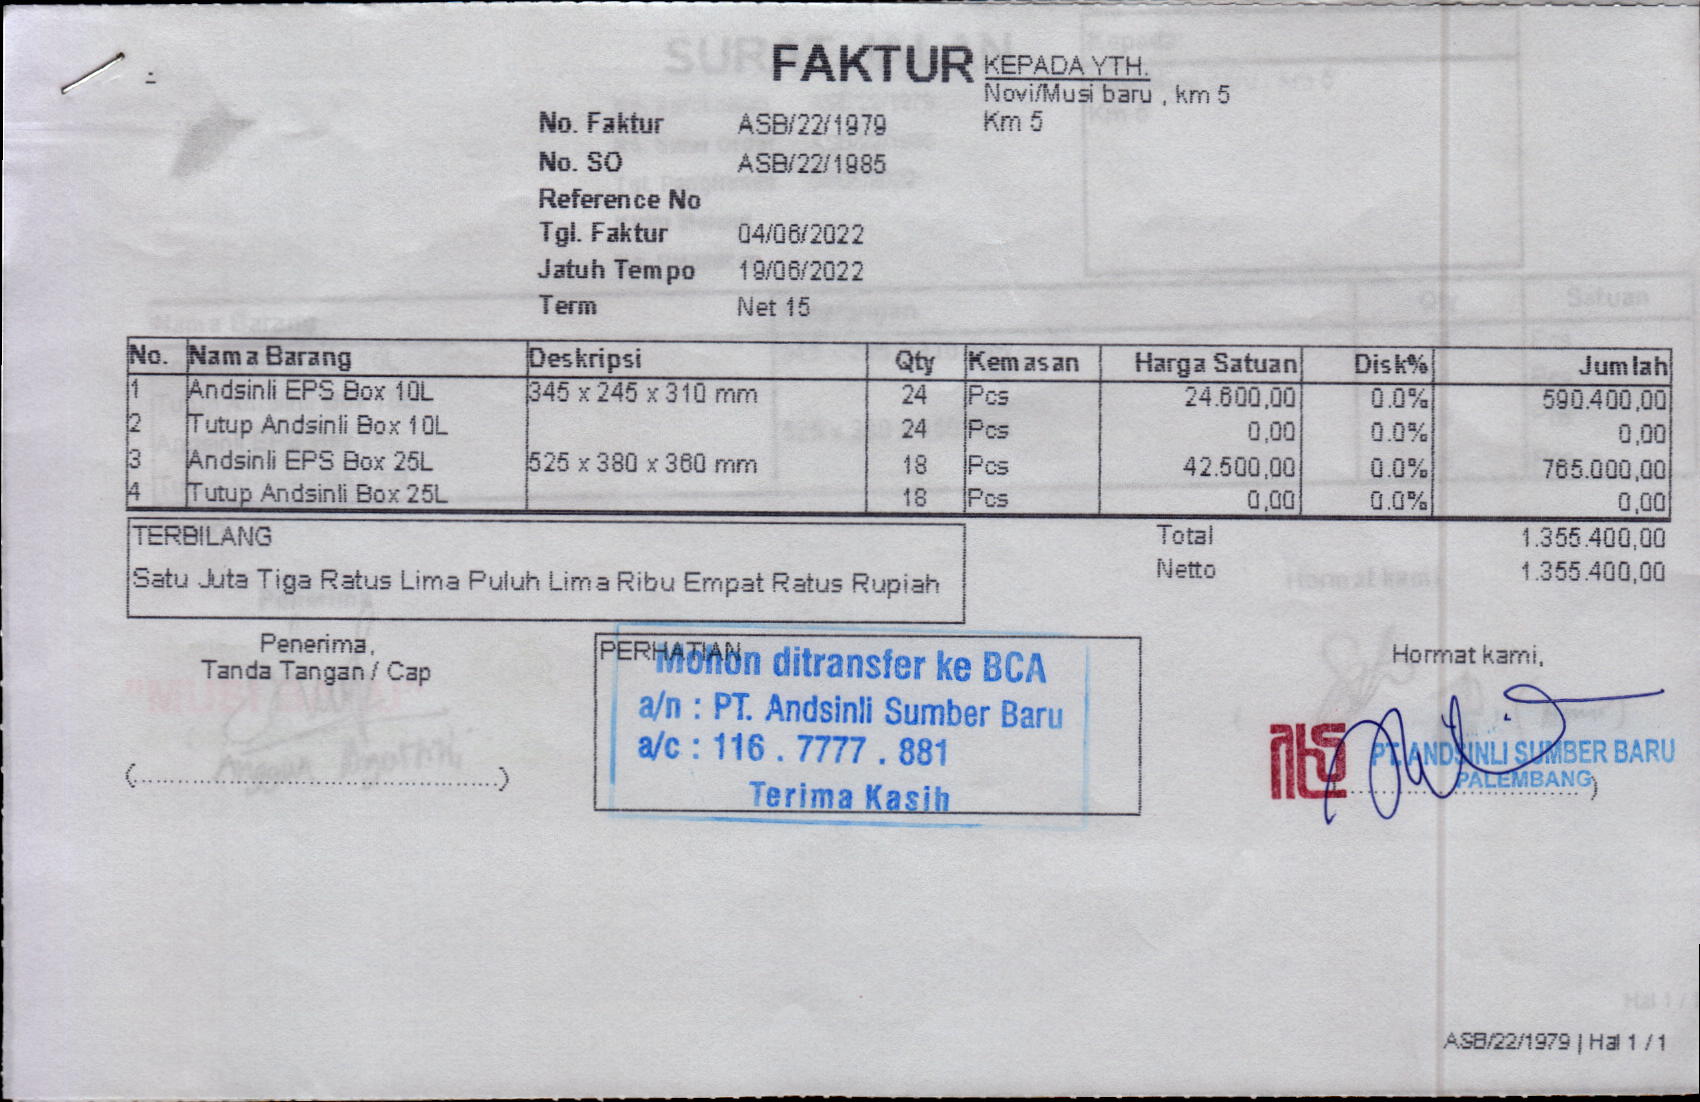 FAKTUR
KEPADA YTH.
Novi/Musi baru , km 5
Km 5
No. Faktur ASB/22/1979
No. SO ASB/22/1985
Reference No
Tgl. Faktur 04/06/2022
Jatuh Tempo 19/06/2022
Term Net 15
No. Nama Barang Deskripsi Qty Kemasan Harga Satuan Disk% Jumlah
1 Andsinli EPS Box 10L 345 x 245 x 310 mm 24 Pcs 24.600,00 0.0% 590.400,00
2 Tutup Andsinli Box 10L 24 Pcs 0,00 0.0% 0,00
3 Andsinli EPS Box 25L 525 x 380 x 360 mm 18 Pcs 42.500,00 0.0% 765.000,00
4 Tutup Andsinli Box 25L 18 Pcs 0,00 0.0% 0,00
TERBILANG
Satu Juta Tiga Ratus Lima Puluh Lima Ribu Empat Ratus Rupiah
Total 1.355.400,00
Netto 1.355.400,00
Penerima,
Tanda Tangan / Cap
(..........................................................)
PERHATIAN
Mohon ditransfer ke BCA
a/n : PT. Andsinli Sumber Baru
a/c : 116 . 7777 . 881
Terima Kasih
Hormat kami,
PT. ANDSINLI SUMBER BARU
PALEMBANG
ASB/22/1979 | Hal 1 / 1